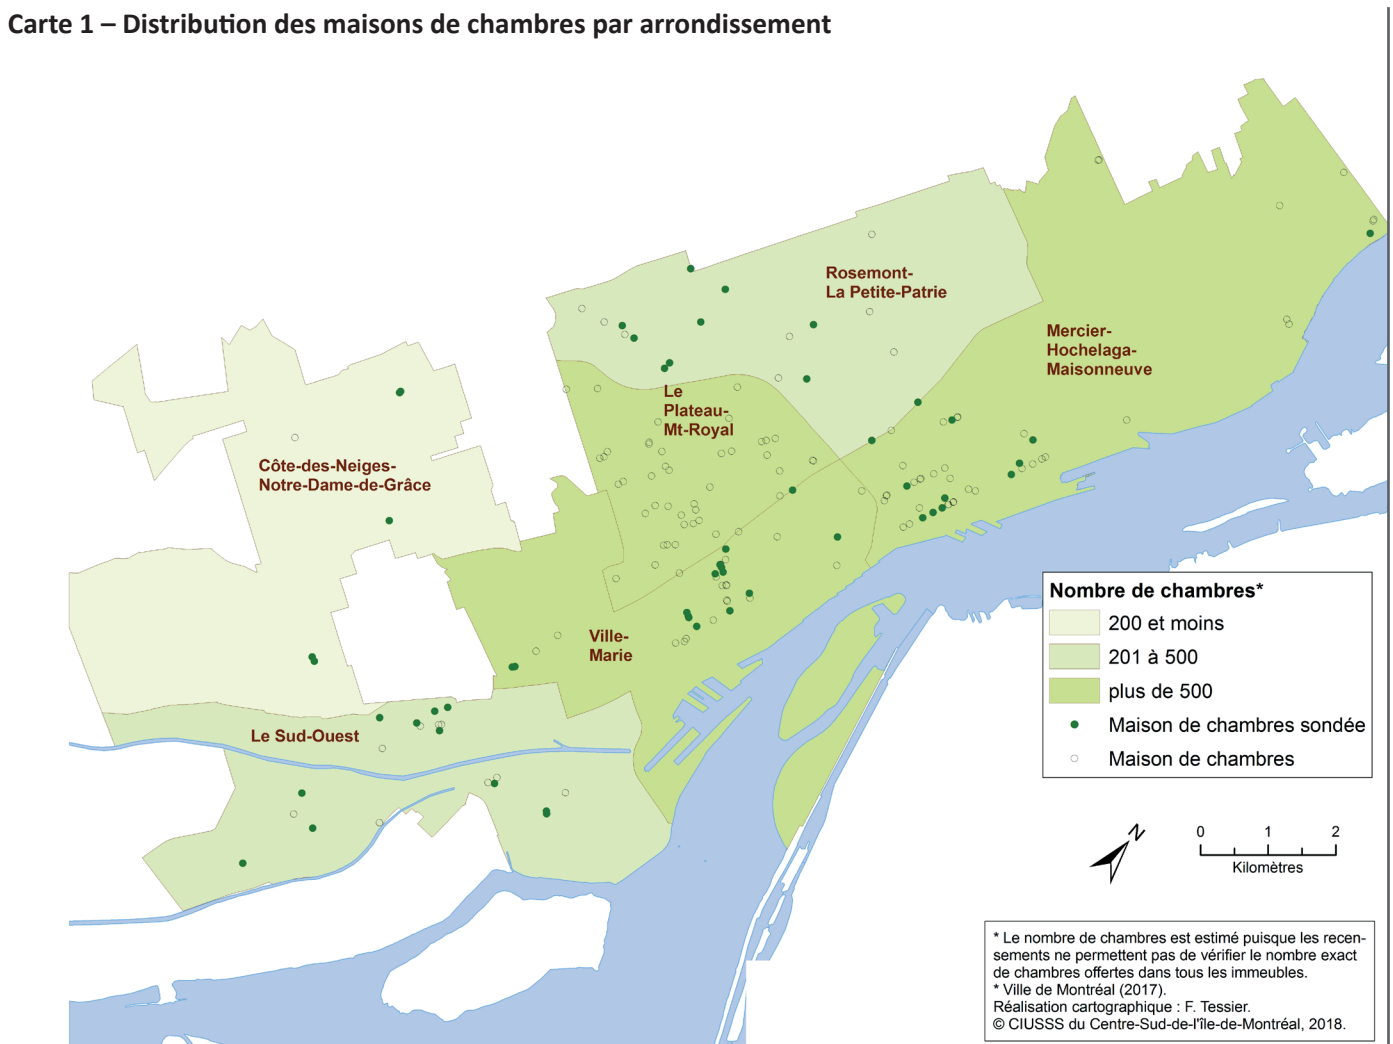 Carte 1 – Distribution des maisons de chambres par arrondissement
Rosemont-
La Petite-Patrie
Mercier-
Hochelaga-
Maisonneuve
Le
Plateau-
Mt-Royal
Côte-des-Neiges-
Notre-Dame-de-Grâce
Ville-
Marie
Le Sud-Ouest
Nombre de chambres*
200 et moins
201 à 500
plus de 500
Maison de chambres sondée
Maison de chambres
N
0 1 2
Kilomètres
* Le nombre de chambres est estimé puisque les recen-
sements ne permettent pas de vérifier le nombre exact
de chambres offertes dans tous les immeubles.
* Ville de Montréal (2017).
Réalisation cartographique : F. Tessier.
© CIUSSS du Centre-Sud-de-l'île-de-Montréal, 2018.